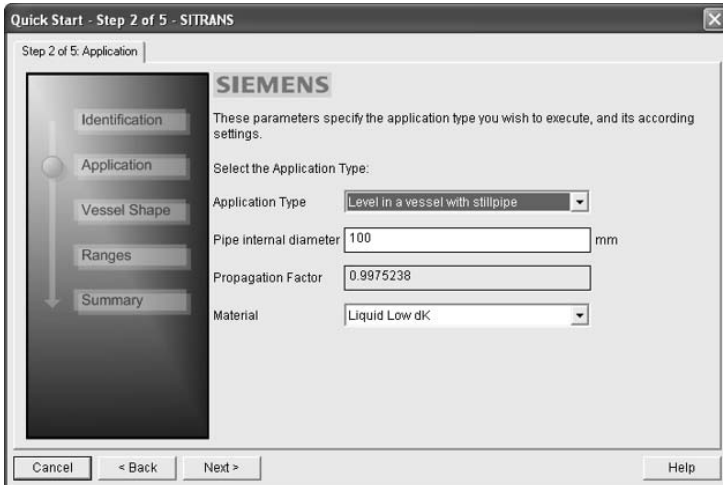 Quick Start - Step 2 of 5 - SITRANS
Step 2 of 5: Application
SIEMENS
Identification
Application
Vessel Shape
Ranges
Summary
These parameters specify the application type you wish to execute, and its according
settings.
Select the Application Type:
Application Type Level in a vessel with stillpipe
Pipe internal diameter 100 mm
Propagation Factor 0.9975238
Material Liquid Low dK
Cancel < Back Next > Help